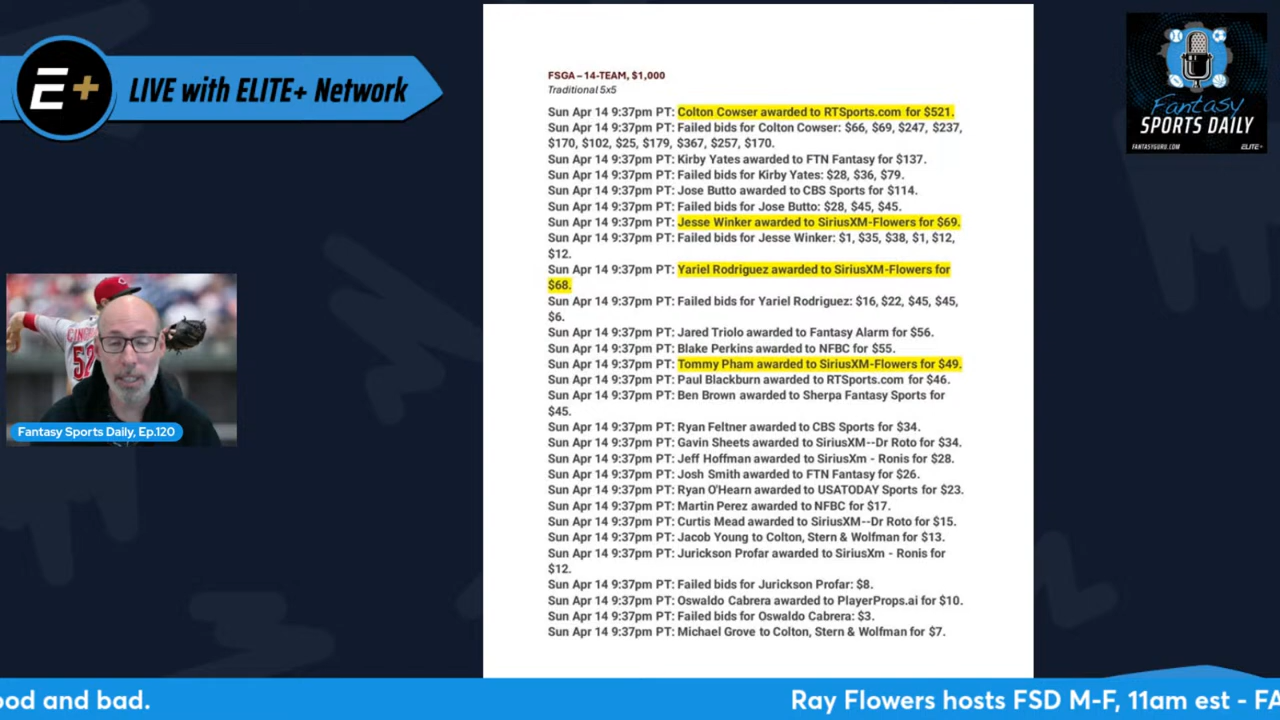 E+ LIVE with ELITE+ Network
FSGA – 14-TEAM, $1,000
Traditional 5x5
Sun Apr 14 9:37pm PT: Colton Cowser awarded to RTSports.com for $521.
Sun Apr 14 9:37pm PT: Failed bids for Colton Cowser: $66, $69, $247, $237,
$170, $102, $25, $179, $367, $257, $170.
Sun Apr 14 9:37pm PT: Kirby Yates awarded to FTN Fantasy for $137.
Sun Apr 14 9:37pm PT: Failed bids for Kirby Yates: $28, $36, $79.
Sun Apr 14 9:37pm PT: Jose Butto awarded to CBS Sports for $114.
Sun Apr 14 9:37pm PT: Failed bids for Jose Butto: $28, $45, $45.
Sun Apr 14 9:37pm PT: Jesse Winker awarded to SiriusXM-Flowers for $69.
Sun Apr 14 9:37pm PT: Failed bids for Jesse Winker: $1, $35, $38, $1, $12,
$12.
Sun Apr 14 9:37pm PT: Yariel Rodriguez awarded to SiriusXM-Flowers for
$68.
Sun Apr 14 9:37pm PT: Failed bids for Yariel Rodriguez: $16, $22, $45, $45,
$6.
Sun Apr 14 9:37pm PT: Jared Triolo awarded to Fantasy Alarm for $56.
Sun Apr 14 9:37pm PT: Blake Perkins awarded to NFBC for $55.
Sun Apr 14 9:37pm PT: Tommy Pham awarded to SiriusXM-Flowers for $49.
Sun Apr 14 9:37pm PT: Paul Blackburn awarded to RTSports.com for $46.
Sun Apr 14 9:37pm PT: Ben Brown awarded to Sherpa Fantasy Sports for
$45.
Sun Apr 14 9:37pm PT: Ryan Feltner awarded to CBS Sports for $34.
Sun Apr 14 9:37pm PT: Gavin Sheets awarded to SiriusXM--Dr Roto for $34.
Sun Apr 14 9:37pm PT: Jeff Hoffman awarded to SiriusXm - Ronis for $28.
Sun Apr 14 9:37pm PT: Josh Smith awarded to FTN Fantasy for $26.
Sun Apr 14 9:37pm PT: Ryan O'Hearn awarded to USATODAY Sports for $23.
Sun Apr 14 9:37pm PT: Martin Perez awarded to NFBC for $17.
Sun Apr 14 9:37pm PT: Curtis Mead awarded to SiriusXM--Dr Roto for $15.
Sun Apr 14 9:37pm PT: Jacob Young to Colton, Stern & Wolfman for $13.
Sun Apr 14 9:37pm PT: Jurickson Profar awarded to SiriusXm - Ronis for
$12.
Sun Apr 14 9:37pm PT: Failed bids for Jurickson Profar: $8.
Sun Apr 14 9:37pm PT: Oswaldo Cabrera awarded to PlayerProps.ai for $10.
Sun Apr 14 9:37pm PT: Failed bids for Oswaldo Cabrera: $3.
Sun Apr 14 9:37pm PT: Michael Grove to Colton, Stern & Wolfman for $7.
Fantasy
SPORTS DAILY
FANTASYGURU.COM ELITE+
CINCINN
52
Fantasy Sports Daily, Ep.120
ood and bad. Ray Flowers hosts FSD M-F, 11am est - FA